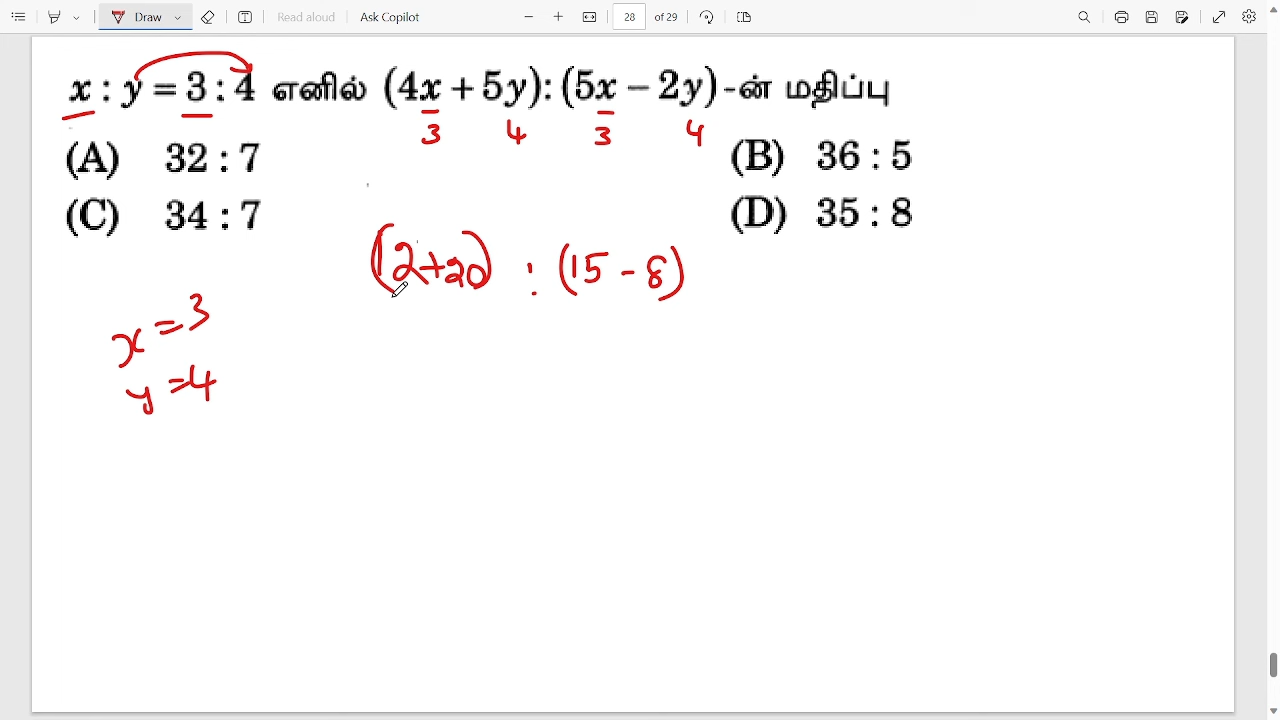 Draw Read aloud Ask Copilot 28 of 29
x : y = 3 : 4 எனில் (4x + 5y) : (5x − 2y) -ன் மதிப்பு
3 4 3 4
(A) 32 : 7 (B) 36 : 5
(C) 34 : 7 (D) 35 : 8
(12+20) : (15 - 8)
x = 3
y = 4